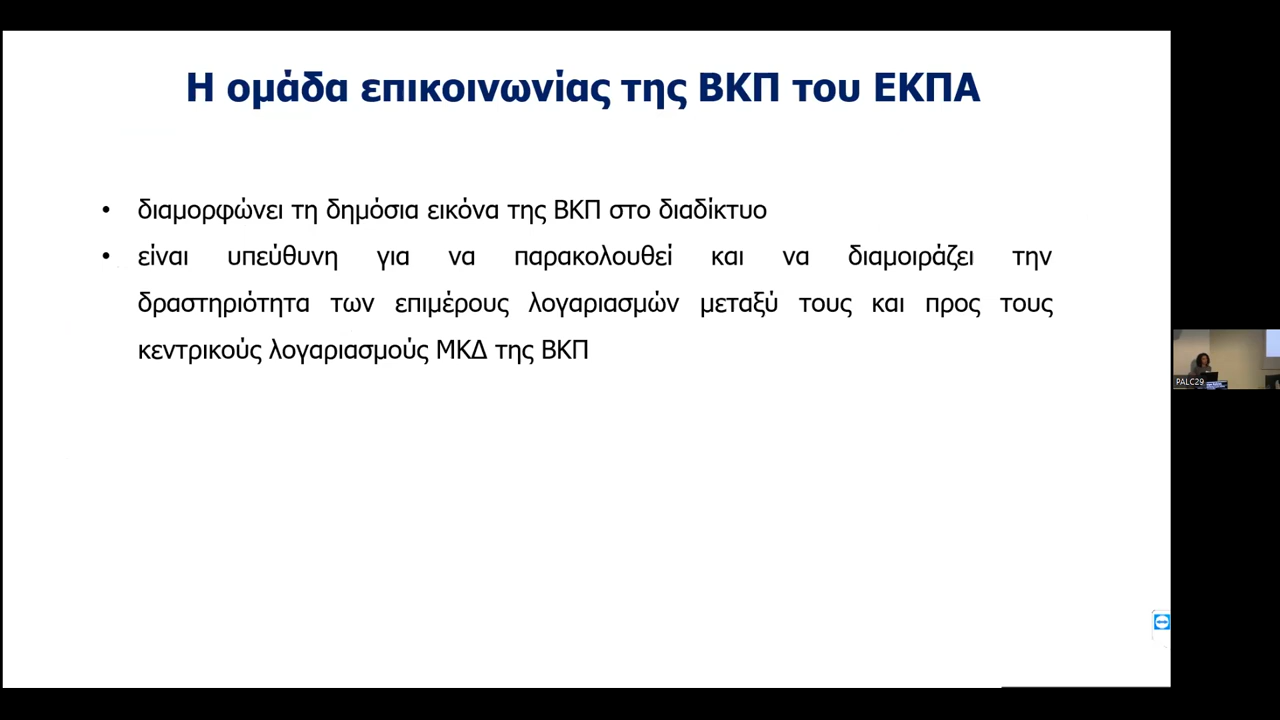 Η ομάδα επικοινωνίας της ΒΚΠ του ΕΚΠΑ
• διαμορφώνει τη δημόσια εικόνα της ΒΚΠ στο διαδίκτυο
• είναι υπεύθυνη για να παρακολουθεί και να διαμοιράζει την
δραστηριότητα των επιμέρους λογαριασμών μεταξύ τους και προς τους
κεντρικούς λογαριασμούς ΜΚΔ της ΒΚΠ
PALC29